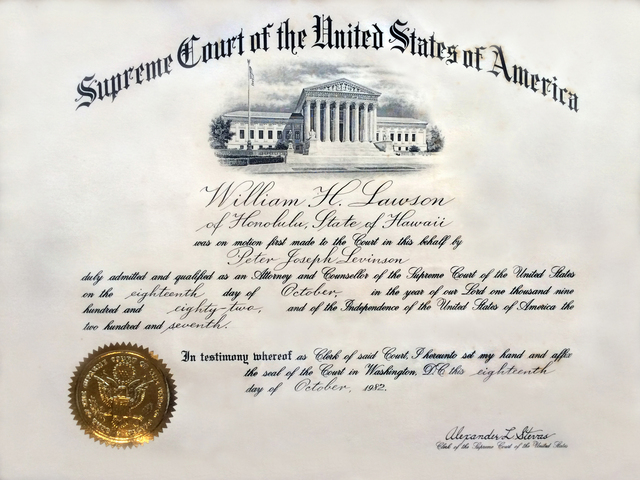 Supreme Court of the United States of America
William H. Lawson
of Honolulu, State of Hawaii
was on motion first made to the Court in this behalf by
Peter Joseph Levinson
duly admitted and qualified as an Attorney and Counsellor of the Supreme Court of the United States
on the eighteenth day of October, in the year of our Lord one thousand nine
hundred and eighty-two, and of the Independence of the United States of America the
two hundred and seventh.
In testimony whereof as Clerk of said Court, I hereunto set my hand and affix
the seal of the Court in Washington, D.C. this eighteenth
day of October, 1982.
Alexander L Stevas
Clerk of the Supreme Court of the United States